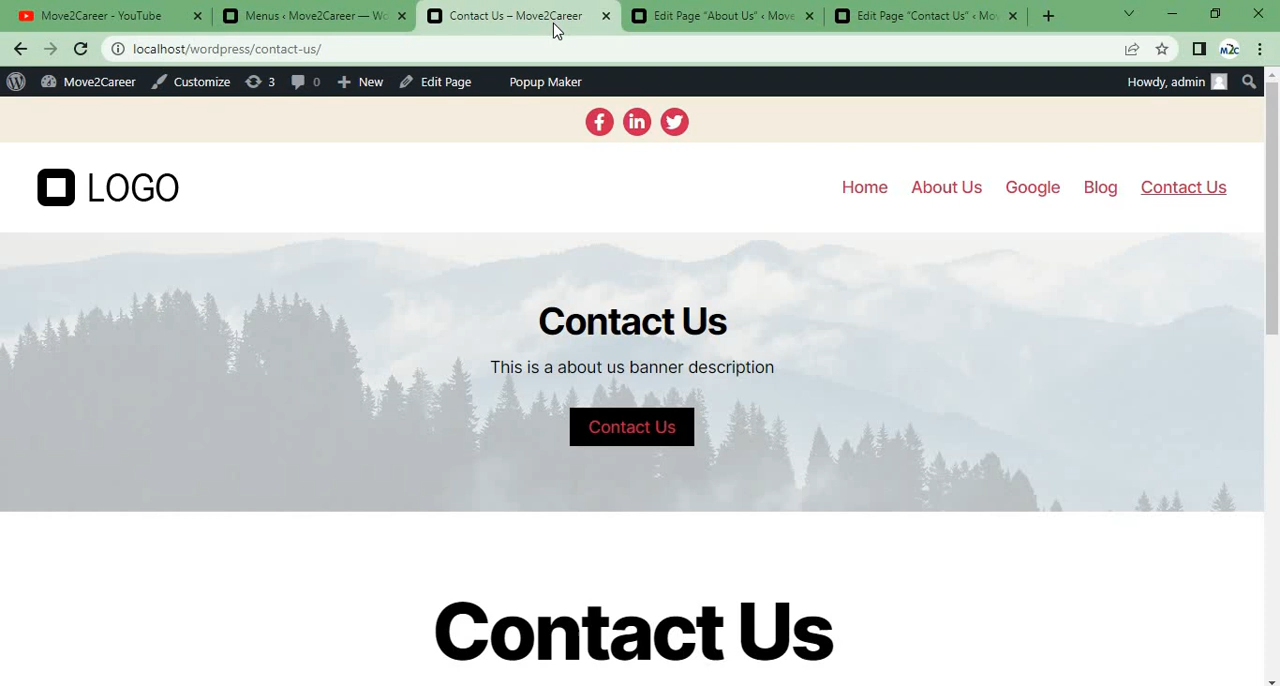 Move2Career - YouTube
Menus ‹ Move2Career — Wo
Contact Us – Move2Career
Edit Page "About Us" ‹ Move
Edit Page "Contact Us" ‹ Mov
localhost/wordpress/contact-us/
M2C
Move2Career
Customize
3
0
New
Edit Page
Popup Maker
Howdy, admin
LOGO
Home
About Us
Google
Blog
Contact Us
Contact Us
This is a about us banner description
Contact Us
Contact Us